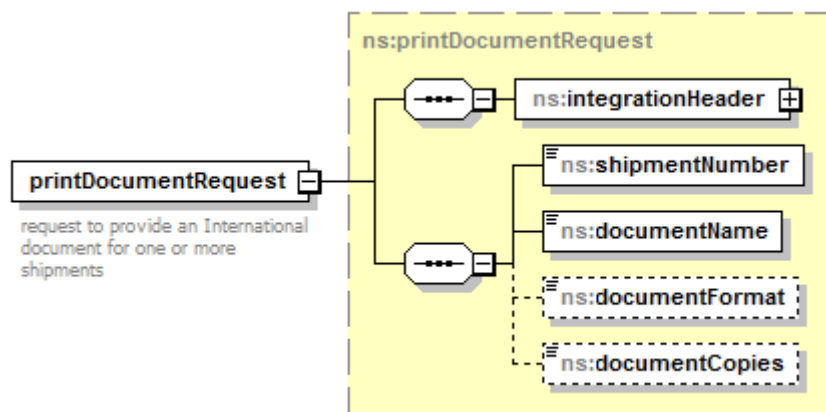 ns:printDocumentRequest
ns:integrationHeader
printDocumentRequest
request to provide an International
document for one or more
shipments
ns:shipmentNumber
ns:documentName
ns:documentFormat
ns:documentCopies